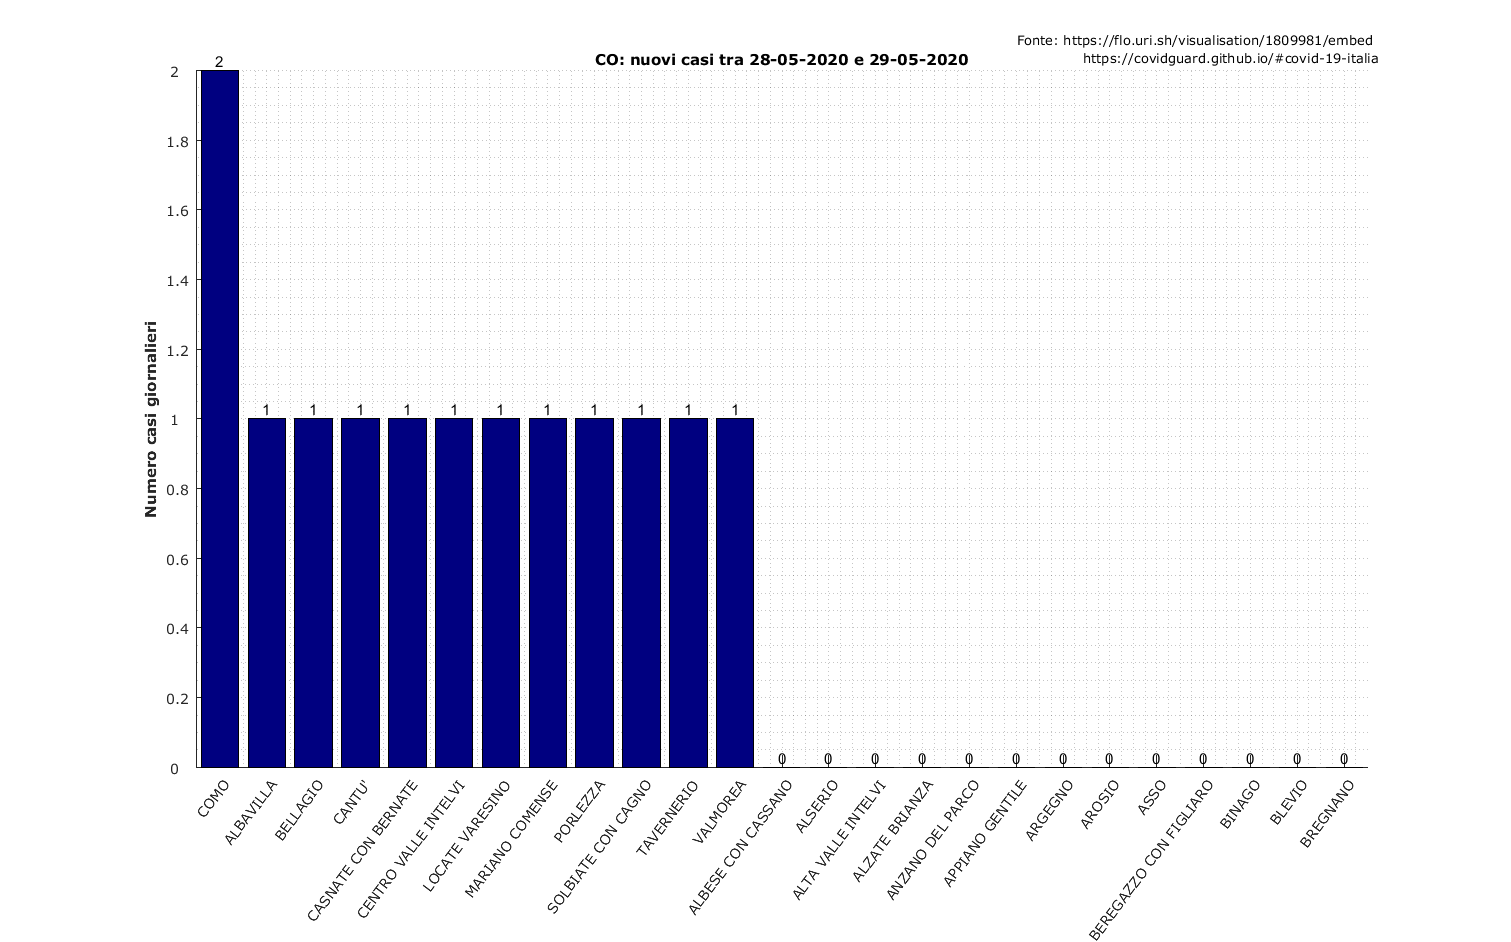 Fonte: https://flo.uri.sh/visualisation/1809981/embed
https://covidguard.github.io/#covid-19-italia
CO: nuovi casi tra 28-05-2020 e 29-05-2020
Numero casi giornalieri
2
1.8
1.6
1.4
1.2
1
0.8
0.6
0.4
0.2
0
2
1
1
1
1
1
1
1
1
1
1
1
0
0
0
0
0
0
0
0
0
0
0
0
0
COMO
ALBAVILLA
BELLAGIO
CANTU'
CASNATE CON BERNATE
CENTRO VALLE INTELVI
LOCATE VARESINO
MARIANO COMENSE
PORLEZZA
SOLBIATE CON CAGNO
TAVERNERIO
VALMOREA
ALBESE CON CASSANO
ALSERIO
ALTA VALLE INTELVI
ALZATE BRIANZA
ANZANO DEL PARCO
APPIANO GENTILE
ARGEGNO
AROSIO
ASSO
BEREGAZZO CON FIGLIARO
BINAGO
BLEVIO
BREGNANO